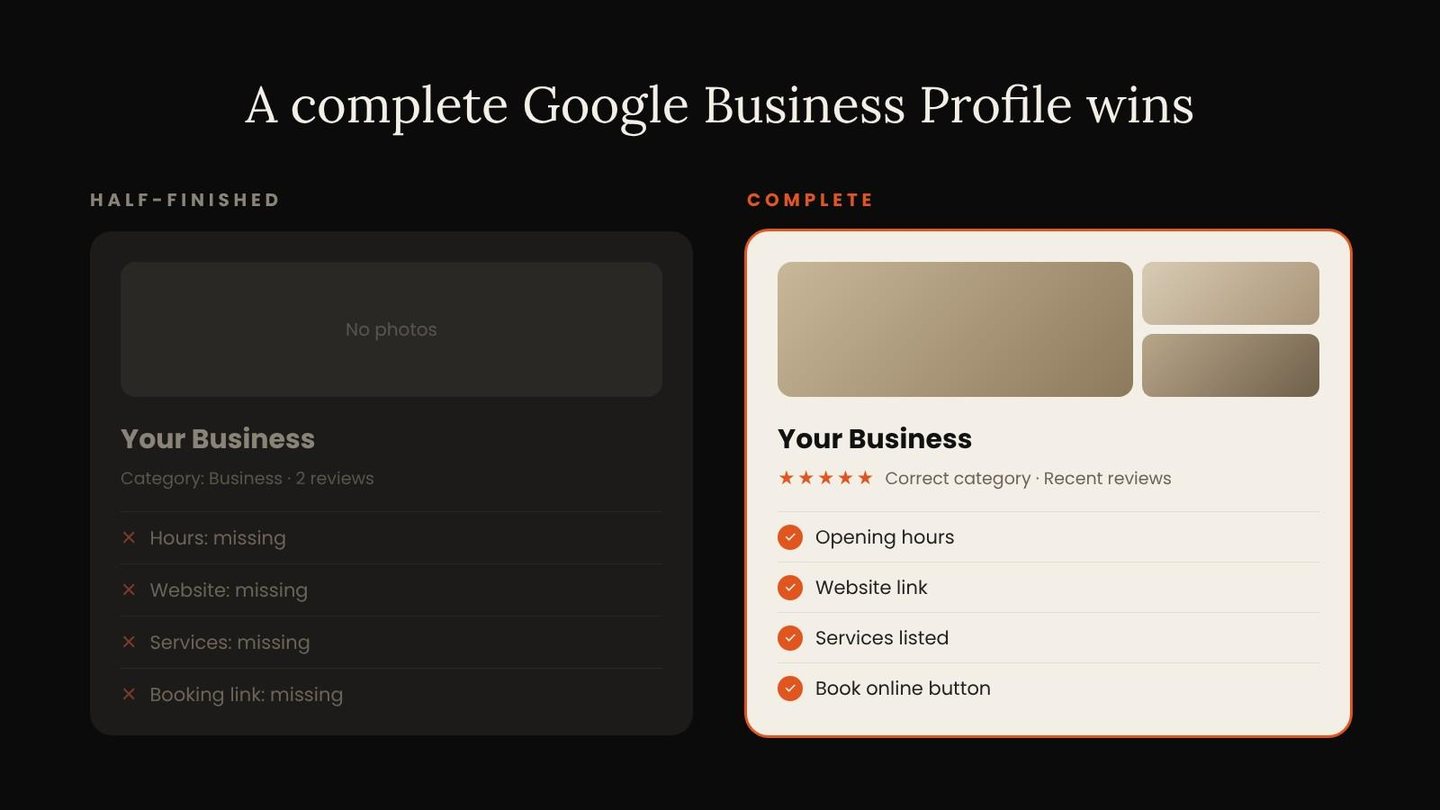 A complete Google Business Profile wins
HALF-FINISHED
No photos
Your Business
Category: Business · 2 reviews
✕ Hours: missing
✕ Website: missing
✕ Services: missing
✕ Booking link: missing
COMPLETE
Your Business
★★★★★ Correct category · Recent reviews
Opening hours
Website link
Services listed
Book online button